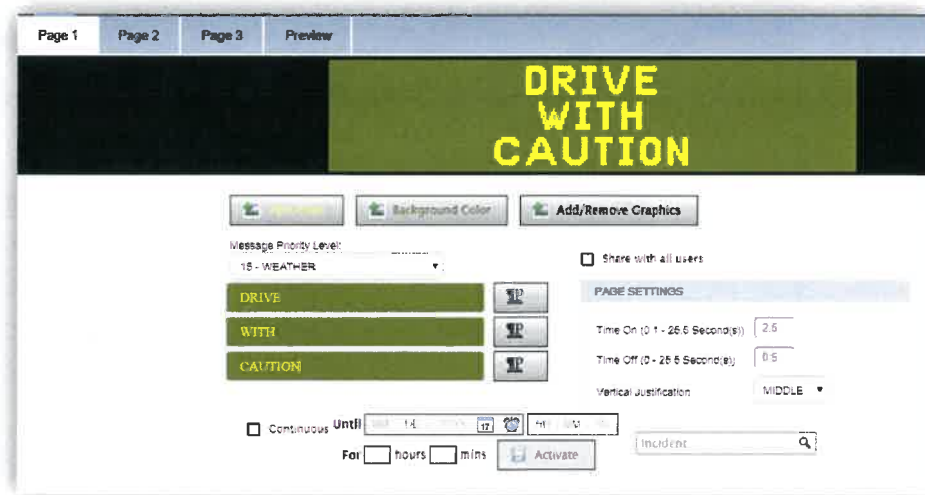 Page 1 Page 2 Page 3 Preview
DRIVE
WITH
CAUTION
Background Color Add/Remove Graphics
Message Priority Level:
15 - WEATHER
Share with all users
DRIVE
PAGE SETTINGS
WITH
Time On (0.1 - 25.5 Second(s)) 2.5
CAUTION
Time Off (0 - 25.5 Second(s)) 0.5
Vertical Justification MIDDLE
Continuous Until 17
Incident
For hours mins Activate